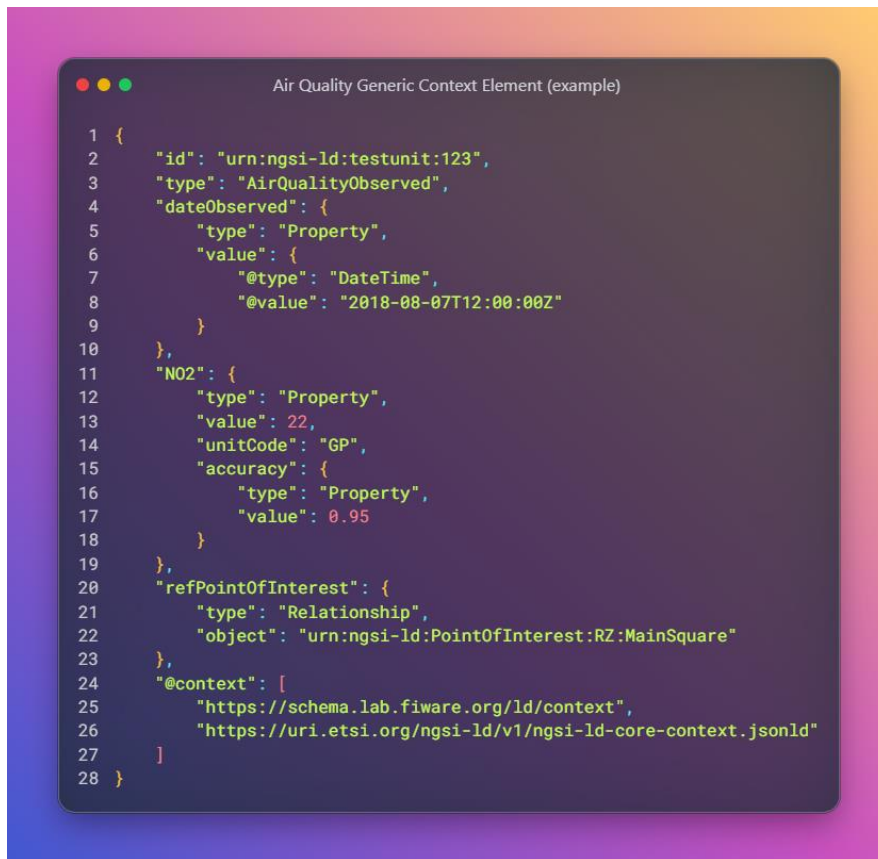 Air Quality Generic Context Element (example)
1 {
2 "id": "urn:ngsi-ld:testunit:123",
3 "type": "AirQualityObserved",
4 "dateObserved": {
5 "type": "Property",
6 "value": {
7 "@type": "DateTime",
8 "@value": "2018-08-07T12:00:00Z"
9 }
10 },
11 "NO2": {
12 "type": "Property",
13 "value": 22,
14 "unitCode": "GP",
15 "accuracy": {
16 "type": "Property",
17 "value": 0.95
18 }
19 },
20 "refPointOfInterest": {
21 "type": "Relationship",
22 "object": "urn:ngsi-ld:PointOfInterest:RZ:MainSquare"
23 },
24 "@context": [
25 "https://schema.lab.fiware.org/ld/context",
26 "https://uri.etsi.org/ngsi-ld/v1/ngsi-ld-core-context.jsonld"
27 ]
28 }